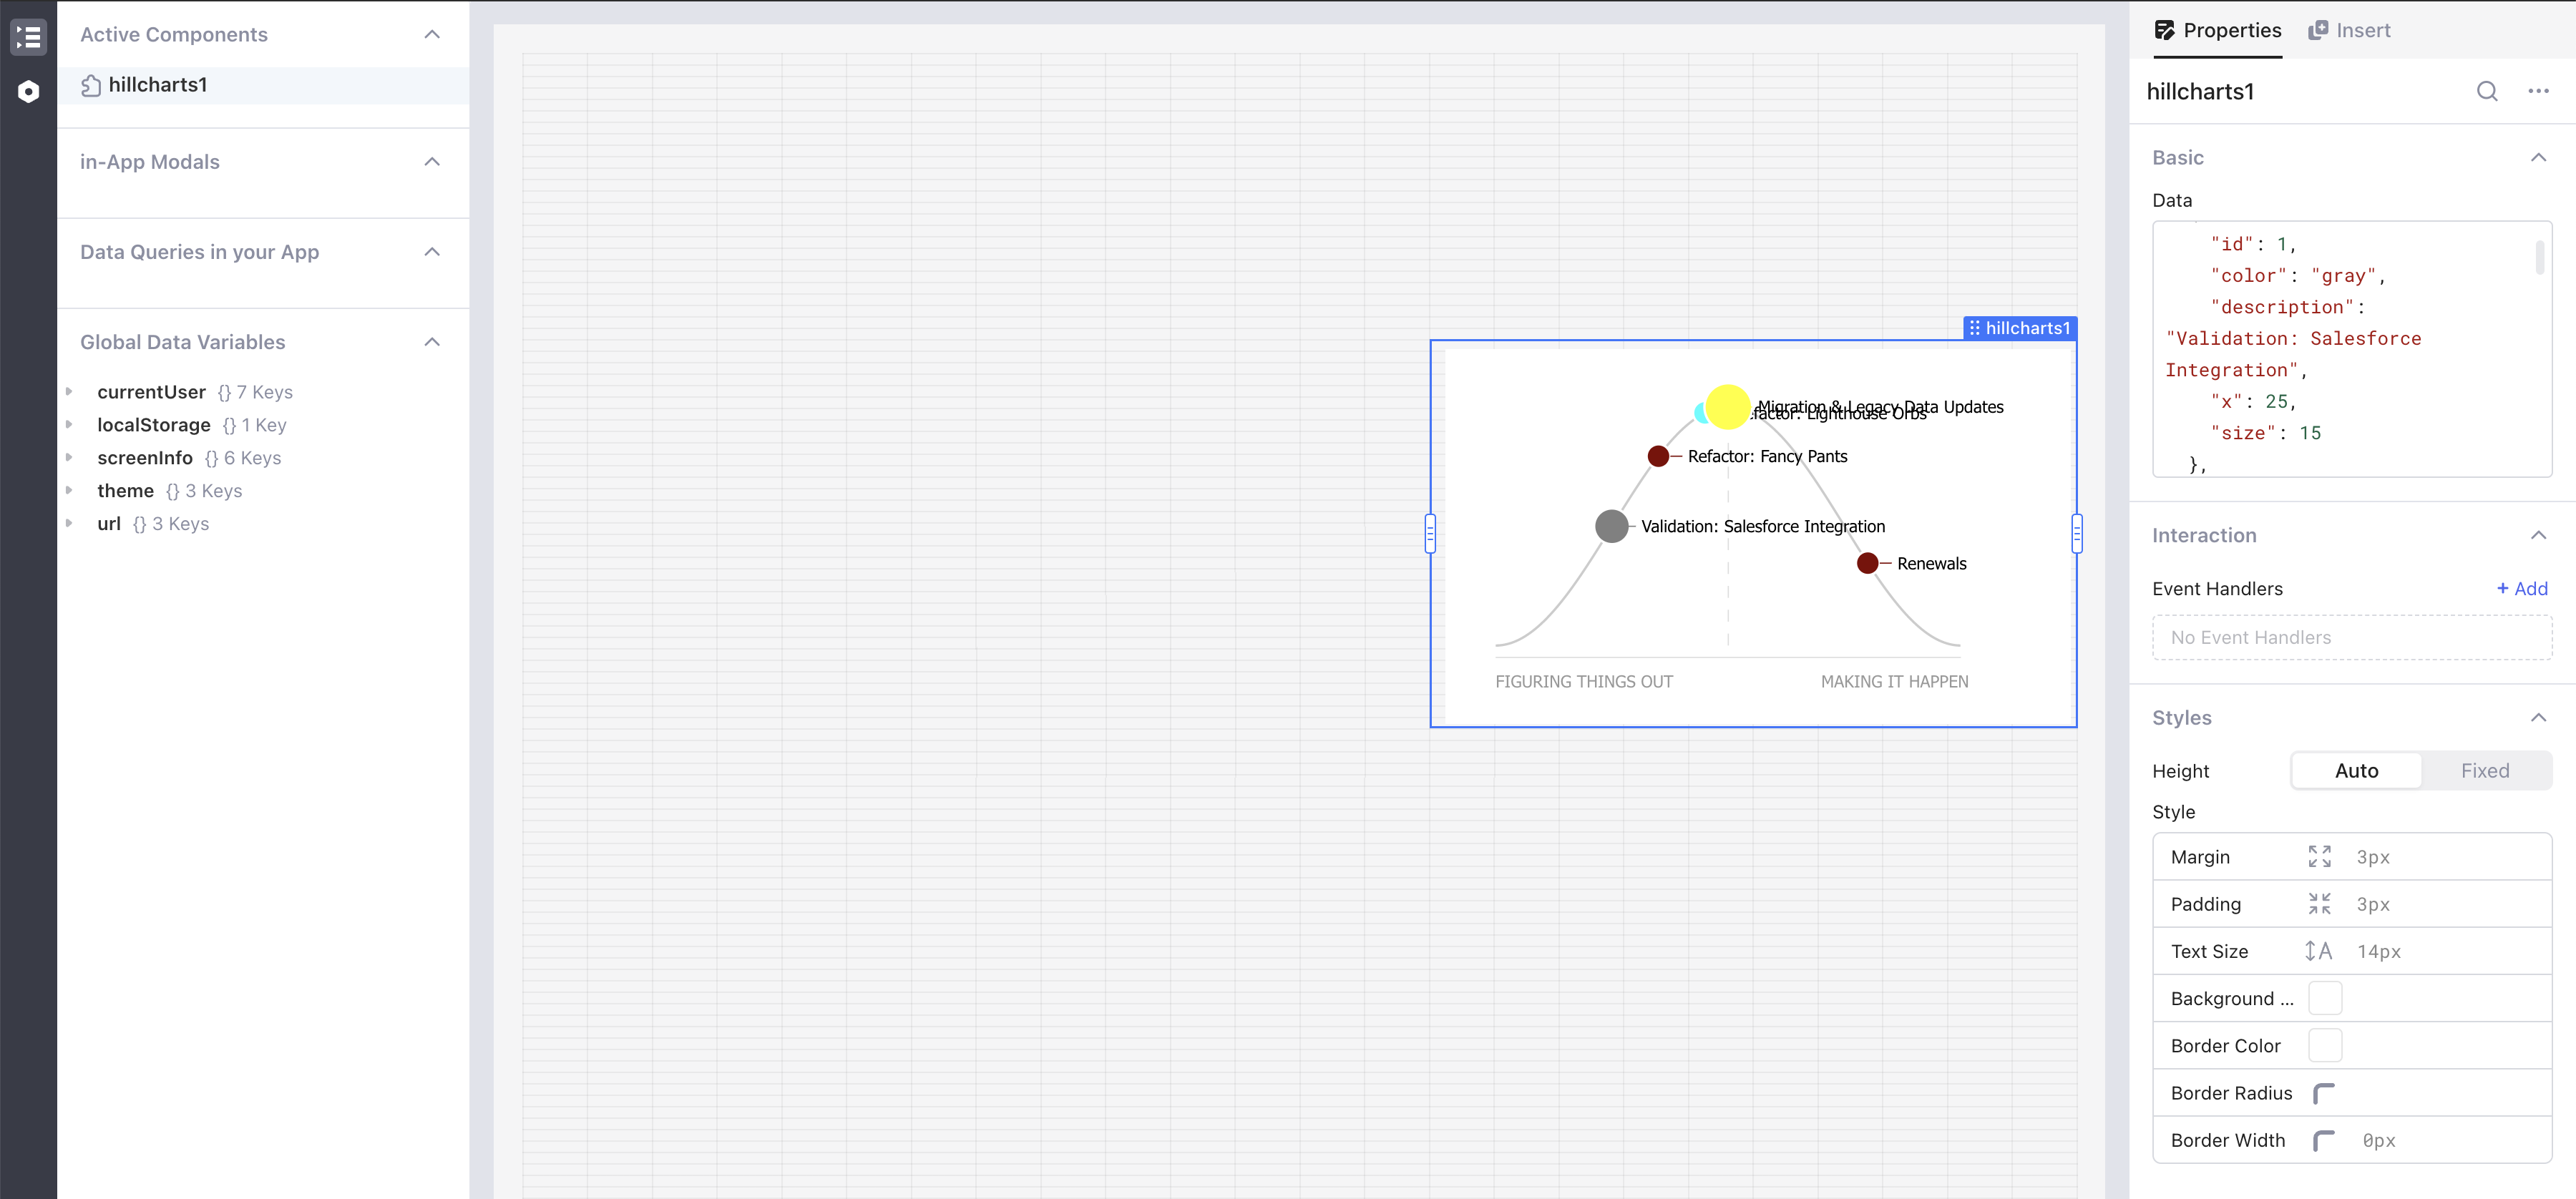 Active Components
hillcharts1
in-App Modals
Data Queries in your App
Global Data Variables
currentUser {} 7 Keys
localStorage {} 1 Key
screenInfo {} 6 Keys
theme {} 3 Keys
url {} 3 Keys
hillcharts1
Migration & Legacy Data Updates
Lighthouse Orbs
Refactor: Fancy Pants
Validation: Salesforce Integration
Renewals
FIGURING THINGS OUT
MAKING IT HAPPEN
Properties
Insert
hillcharts1
Basic
Data
"id": 1,
"color": "gray",
"description":
"Validation: Salesforce
Integration",
"x": 25,
"size": 15
},
Interaction
Event Handlers
+ Add
No Event Handlers
Styles
Height
Auto
Fixed
Style
Margin 3px
Padding 3px
Text Size 14px
Background ...
Border Color
Border Radius
Border Width 0px